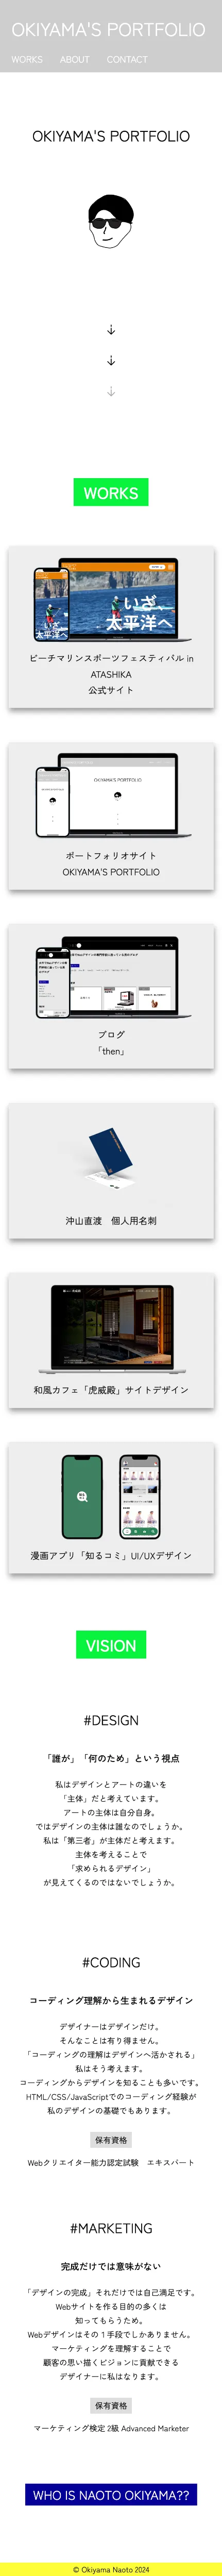 OKIYAMA'S PORTFOLIO
WORKS ABOUT CONTACT
OKIYAMA'S PORTFOLIO
↓
↓
↓
WORKS
いざ
太平洋へ
いざ
太平洋へ
ビーチマリンスポーツフェスティバル in
ATASHIKA
公式サイト
OKIYAMA'S PORTFOLIO
ポートフォリオサイト
OKIYAMA'S PORTFOLIO
ブログ
「then」
沖山直渡　個人用名刺
和風カフェ「虎威殿」サイトデザイン
漫画アプリ「知るコミ」UI/UXデザイン
VISION
#DESIGN
「誰が」「何のため」という視点
私はデザインとアートの違いを
「主体」だと考えています。
アートの主体は自分自身。
ではデザインの主体は誰なのでしょうか。
私は「第三者」が主体だと考えます。
主体を考えることで
「求められるデザイン」
が見えてくるのではないでしょうか。
#CODING
コーディング理解から生まれるデザイン
デザイナーはデザインだけ。
そんなことは有り得ません。
「コーディングの理解はデザインへ活かされる」
私はそう考えます。
コーディングからデザインを知ることも多いです。
HTML/CSS/JavaScriptでのコーディング経験が
私のデザインの基礎でもあります。
保有資格
Webクリエイター能力認定試験　エキスパート
#MARKETING
完成だけでは意味がない
「デザインの完成」それだけでは自己満足です。
Webサイトを作る目的の多くは
知ってもらうため。
Webデザインはその１手段でしかありません。
マーケティングを理解することで
顧客の思い描くビジョンに貢献できる
デザイナーに私はなります。
保有資格
マーケティング検定 2級 Advanced Marketer
WHO IS NAOTO OKIYAMA??
© Okiyama Naoto 2024